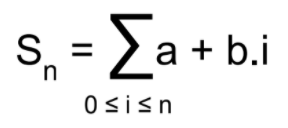 Sn = ∑a + b.i
0 ≤ i ≤ n